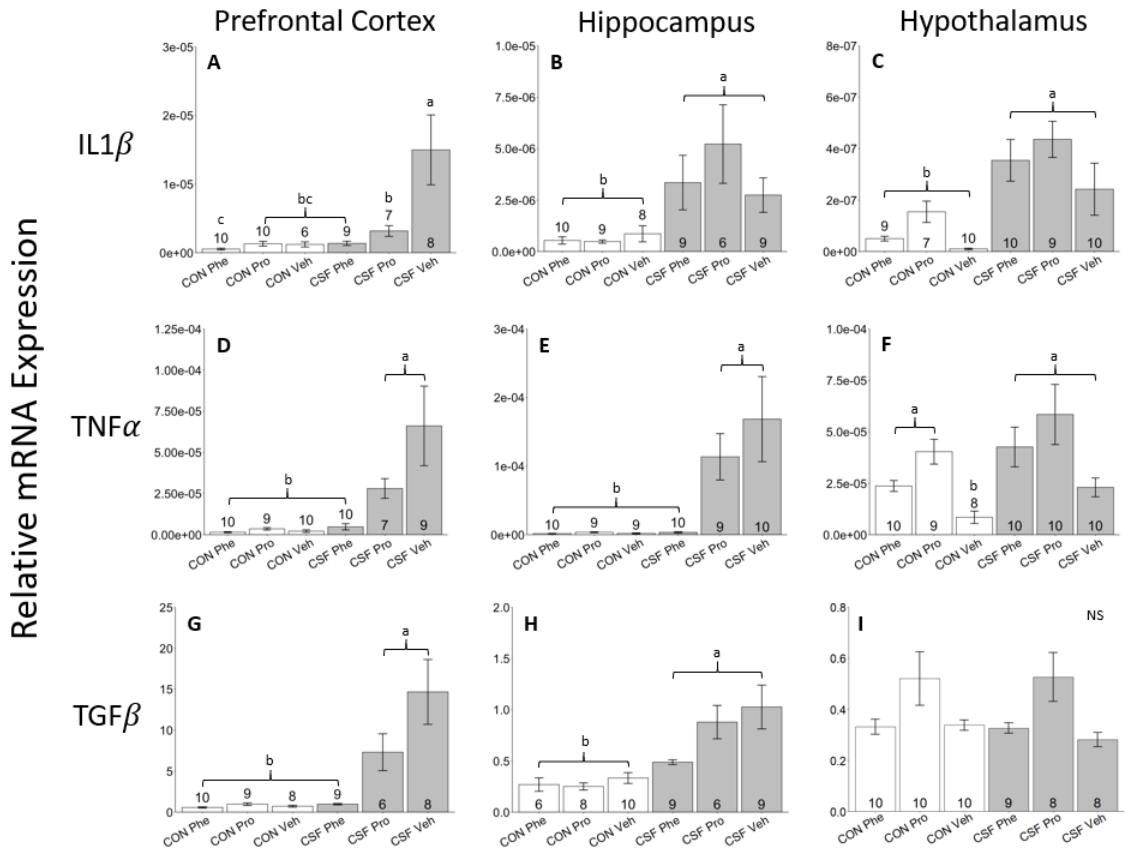 Prefrontal Cortex
Hippocampus
Hypothalamus
Relative mRNA Expression
IL1β
A
3e-05
2e-05
1e-05
0e+00
c
10
bc
10
6
9
b
7
a
8
CON Phe
CON Pro
CON Veh
CSF Phe
CSF Pro
CSF Veh
B
1.0e-05
7.5e-06
5.0e-06
2.5e-06
0.0e+00
b
10
9
8
a
9
6
9
CON Phe
CON Pro
CON Veh
CSF Phe
CSF Pro
CSF Veh
C
8e-07
6e-07
4e-07
2e-07
0e+00
b
9
7
10
a
10
9
10
CON Phe
CON Pro
CON Veh
CSF Phe
CSF Pro
CSF Veh
TNFα
D
1.25e-04
1.00e-04
7.50e-05
5.00e-05
2.50e-05
0.00e+00
b
10
9
10
10
a
7
9
CON Phe
CON Pro
CON Veh
CSF Phe
CSF Pro
CSF Veh
E
3e-04
2e-04
1e-04
0e+00
b
10
9
9
10
a
9
10
CON Phe
CON Pro
CON Veh
CSF Phe
CSF Pro
CSF Veh
F
1.0e-04
7.5e-05
5.0e-05
2.5e-05
0.0e+00
a
10
9
b
8
a
10
10
10
CON Phe
CON Pro
CON Veh
CSF Phe
CSF Pro
CSF Veh
TGFβ
G
25
20
15
10
5
0
b
10
9
8
9
a
6
8
CON Phe
CON Pro
CON Veh
CSF Phe
CSF Pro
CSF Veh
H
2.0
1.5
1.0
0.5
0.0
b
6
8
10
a
9
6
9
CON Phe
CON Pro
CON Veh
CSF Phe
CSF Pro
CSF Veh
I
NS
0.8
0.6
0.4
0.2
0.0
10
10
10
9
8
8
CON Phe
CON Pro
CON Veh
CSF Phe
CSF Pro
CSF Veh